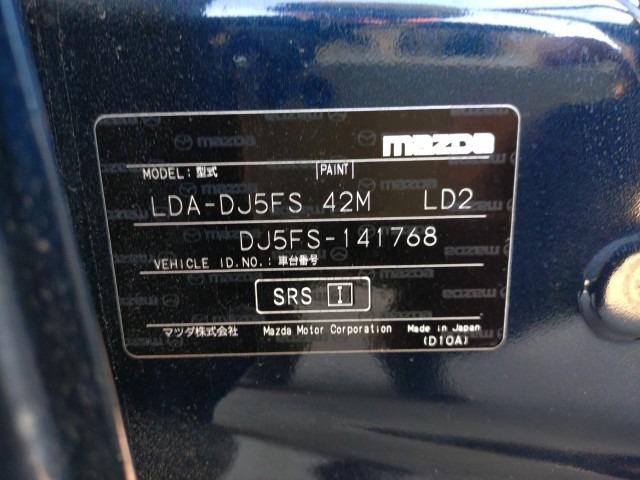 mazda
MODEL: 型式 PAINT
LDA-DJ5FS 42M LD2
DJ5FS-141768
VEHICLE ID.NO.: 車台番号
SRS I
マツダ株式会社 Mazda Motor Corporation Made in Japan
(D10A)